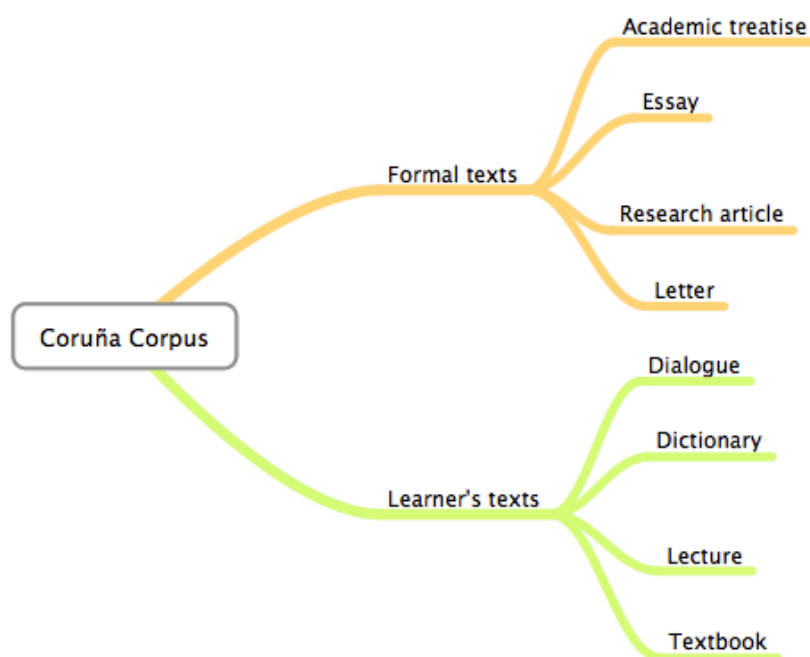 Academic treatise
Essay
Formal texts
Research article
Letter
Coruña Corpus
Dialogue
Dictionary
Learner's texts
Lecture
Textbook